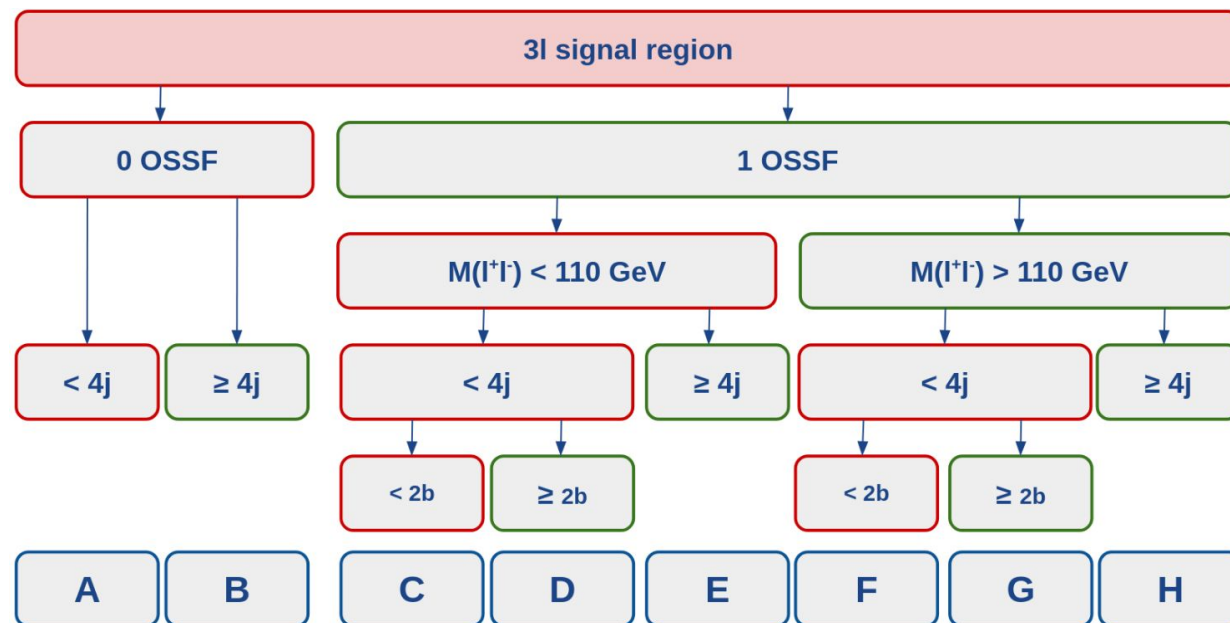 3l signal region
0 OSSF
1 OSSF
M(l⁺l⁻) < 110 GeV
M(l⁺l⁻) > 110 GeV
< 4j
≥ 4j
< 4j
≥ 4j
< 4j
≥ 4j
< 2b
≥ 2b
< 2b
≥ 2b
A
B
C
D
E
F
G
H